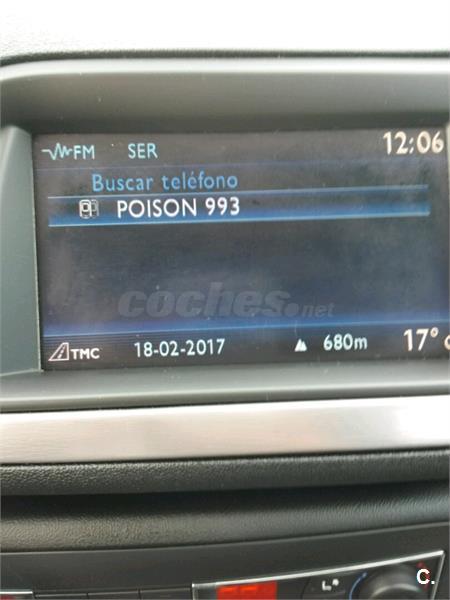 FM SER 12:06
Buscar teléfono
POISON 993
coches.net
TMC 18-02-2017 680m 17°
C.